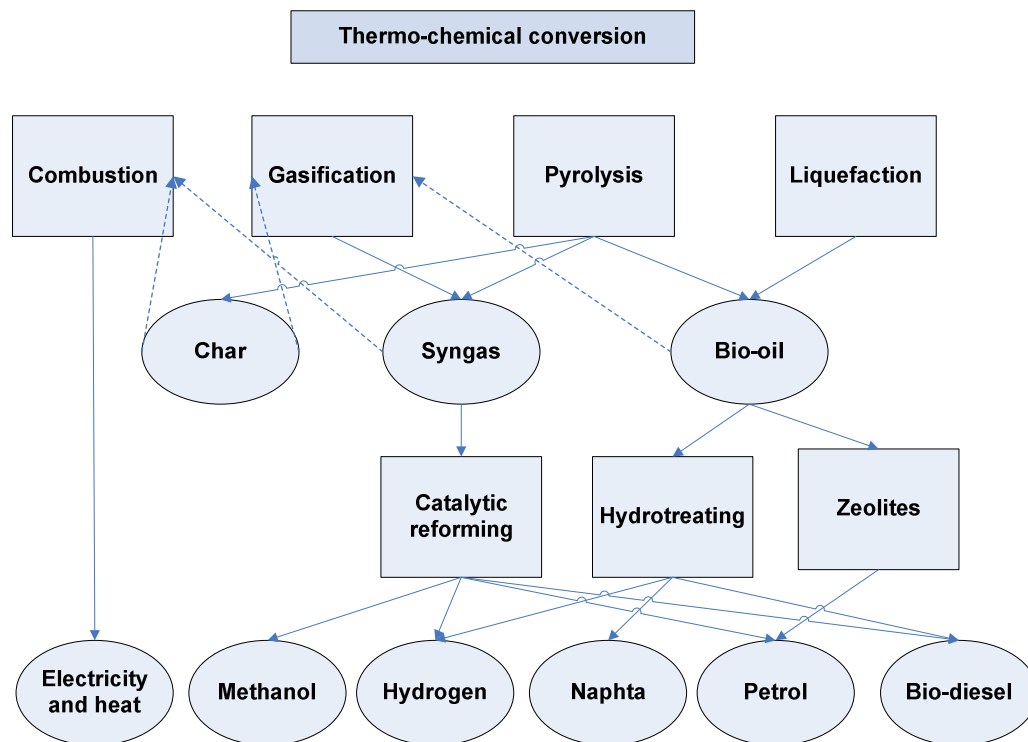 Thermo-chemical conversion
Combustion
Gasification
Pyrolysis
Liquefaction
Char
Syngas
Bio-oil
Catalytic
reforming
Hydrotreating
Zeolites
Electricity
and heat
Methanol
Hydrogen
Naphta
Petrol
Bio-diesel